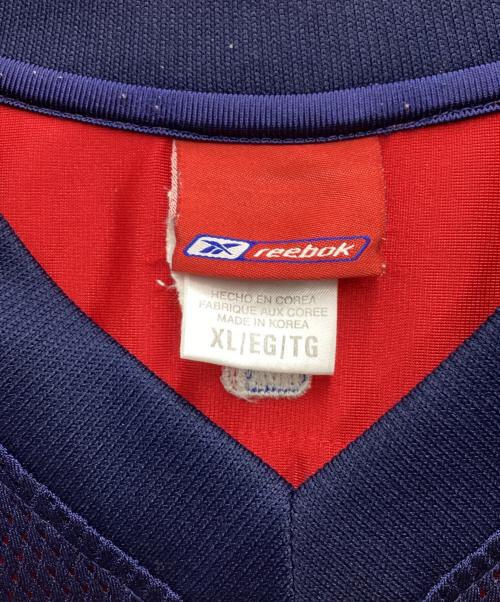 reebok
HECHO EN COREA
FABRIQUE AUX COREE
MADE IN KOREA
XL/EG/TG